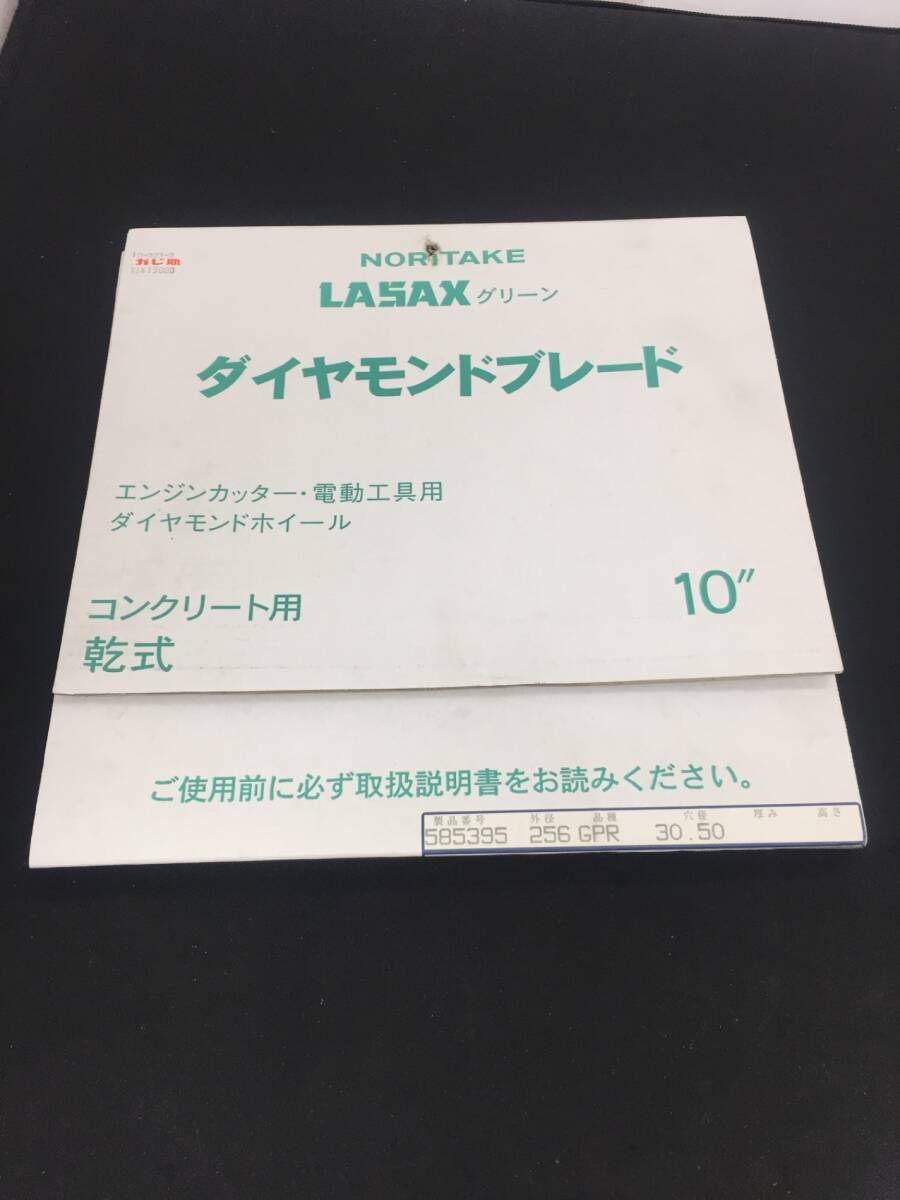 かじ助
NORITAKE
LASAX グリーン
ダイヤモンドブレード
エンジンカッター・電動工具用
ダイヤモンドホイール
10″
コンクリート用
乾式
ご使用前に必ず取扱説明書をお読みください。
製品番号 外径 品種 穴径 厚み 高さ
585395 256 GPR 30.50